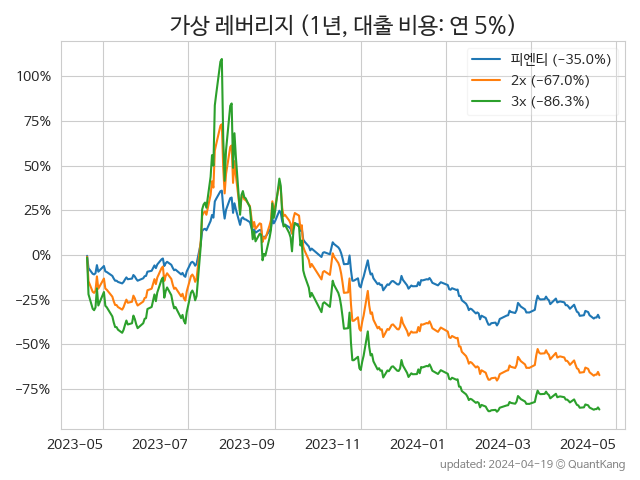 가상 레버리지 (1년, 대출 비용: 연 5%)
피엔티 (−35.0%)
2x (−67.0%)
3x (−86.3%)
100%
75%
50%
25%
0%
−25%
−50%
−75%
2023-05 2023-07 2023-09 2023-11 2024-01 2024-03 2024-05
updated: 2024-04-19 © QuantKang